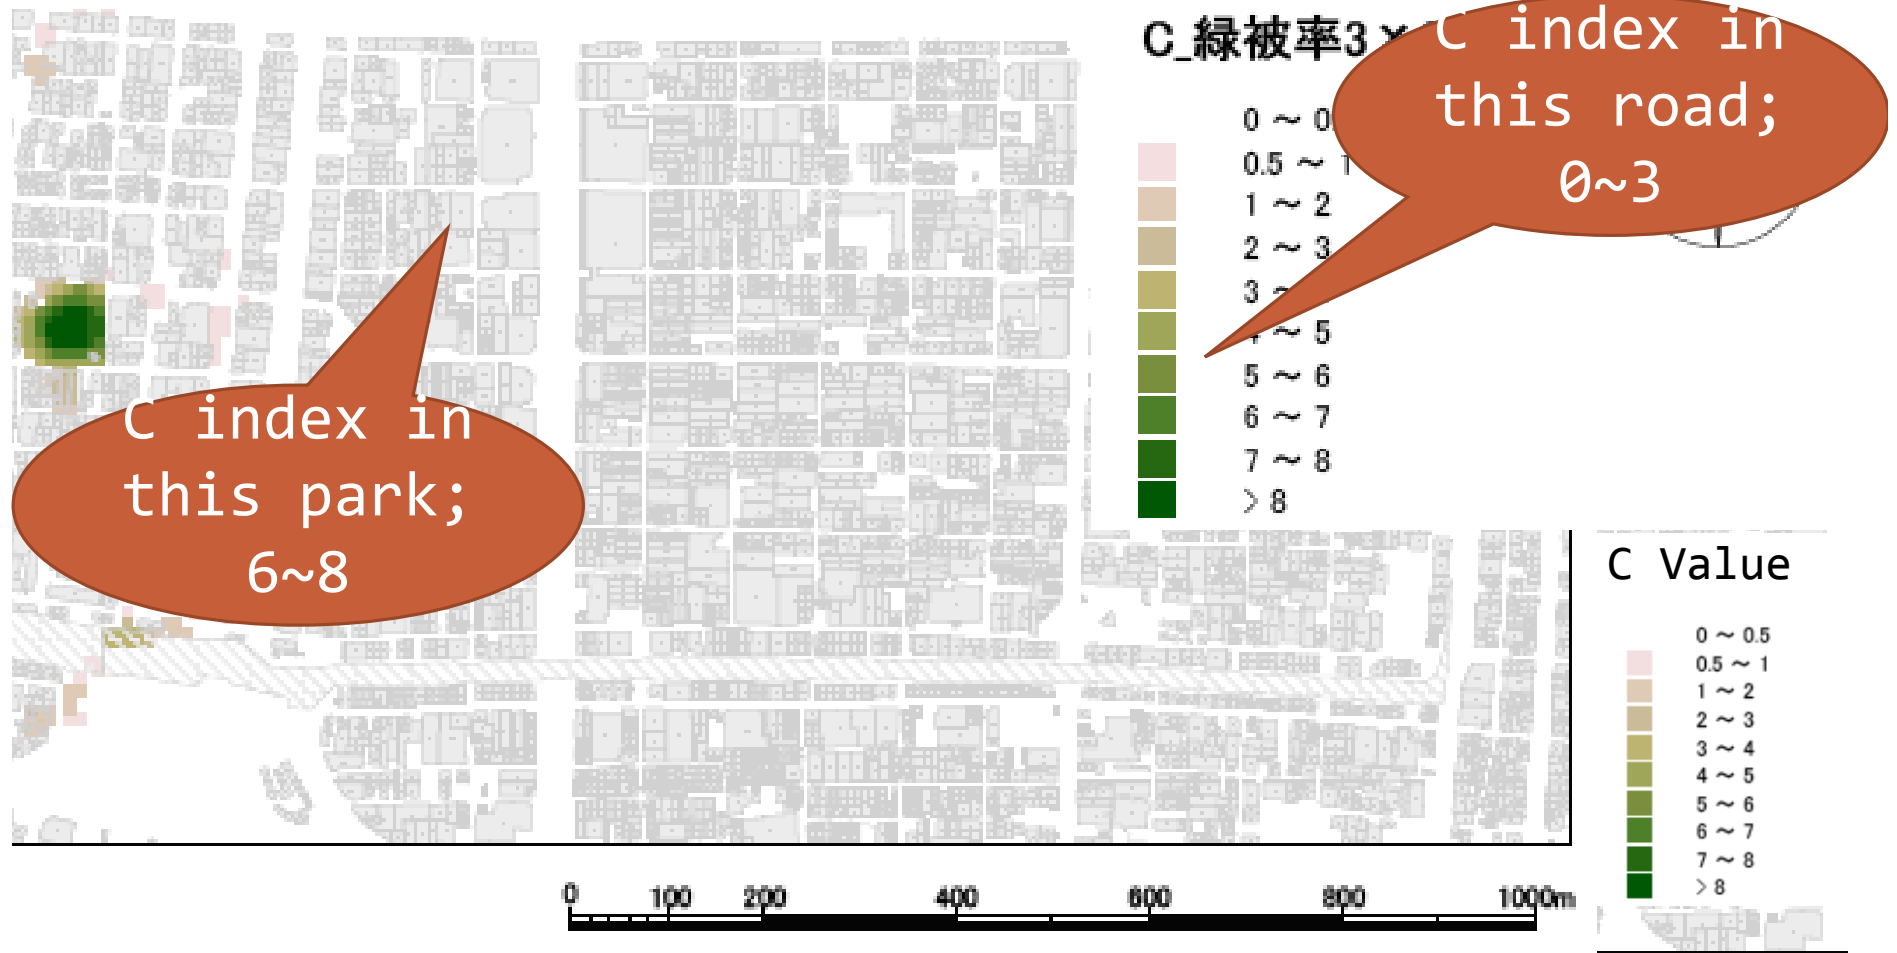 C_緑被率3×
C index in
this road;
0~3
0 ～ 0
0.5 ～ 1
1 ～ 2
2 ～ 3
3 ～
～ 5
5 ～ 6
6 ～ 7
7 ～ 8
＞8
C index in
this park;
6~8
C Value
0 ～ 0.5
0.5 ～ 1
1 ～ 2
2 ～ 3
3 ～ 4
4 ～ 5
5 ～ 6
6 ～ 7
7 ～ 8
＞8
0 100 200 400 600 800 1000m